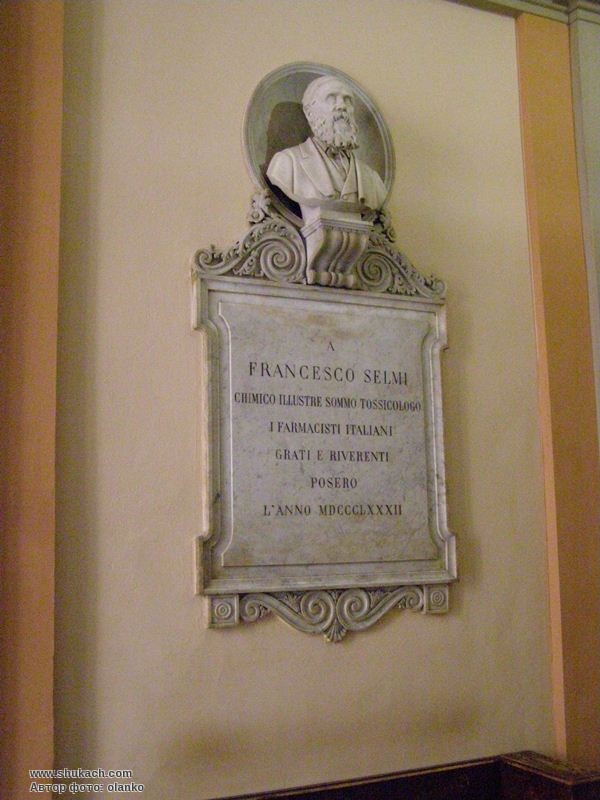 A
FRANCESCO SELMI
CHIMICO ILLUSTRE SOMMO TOSSICOLOGO
I FARMACISTI ITALIANI
GRATI E RIVERENTI
POSERO
L'ANNO MDCCCLXXXII
www.shukach.com
Автор фото: olanko